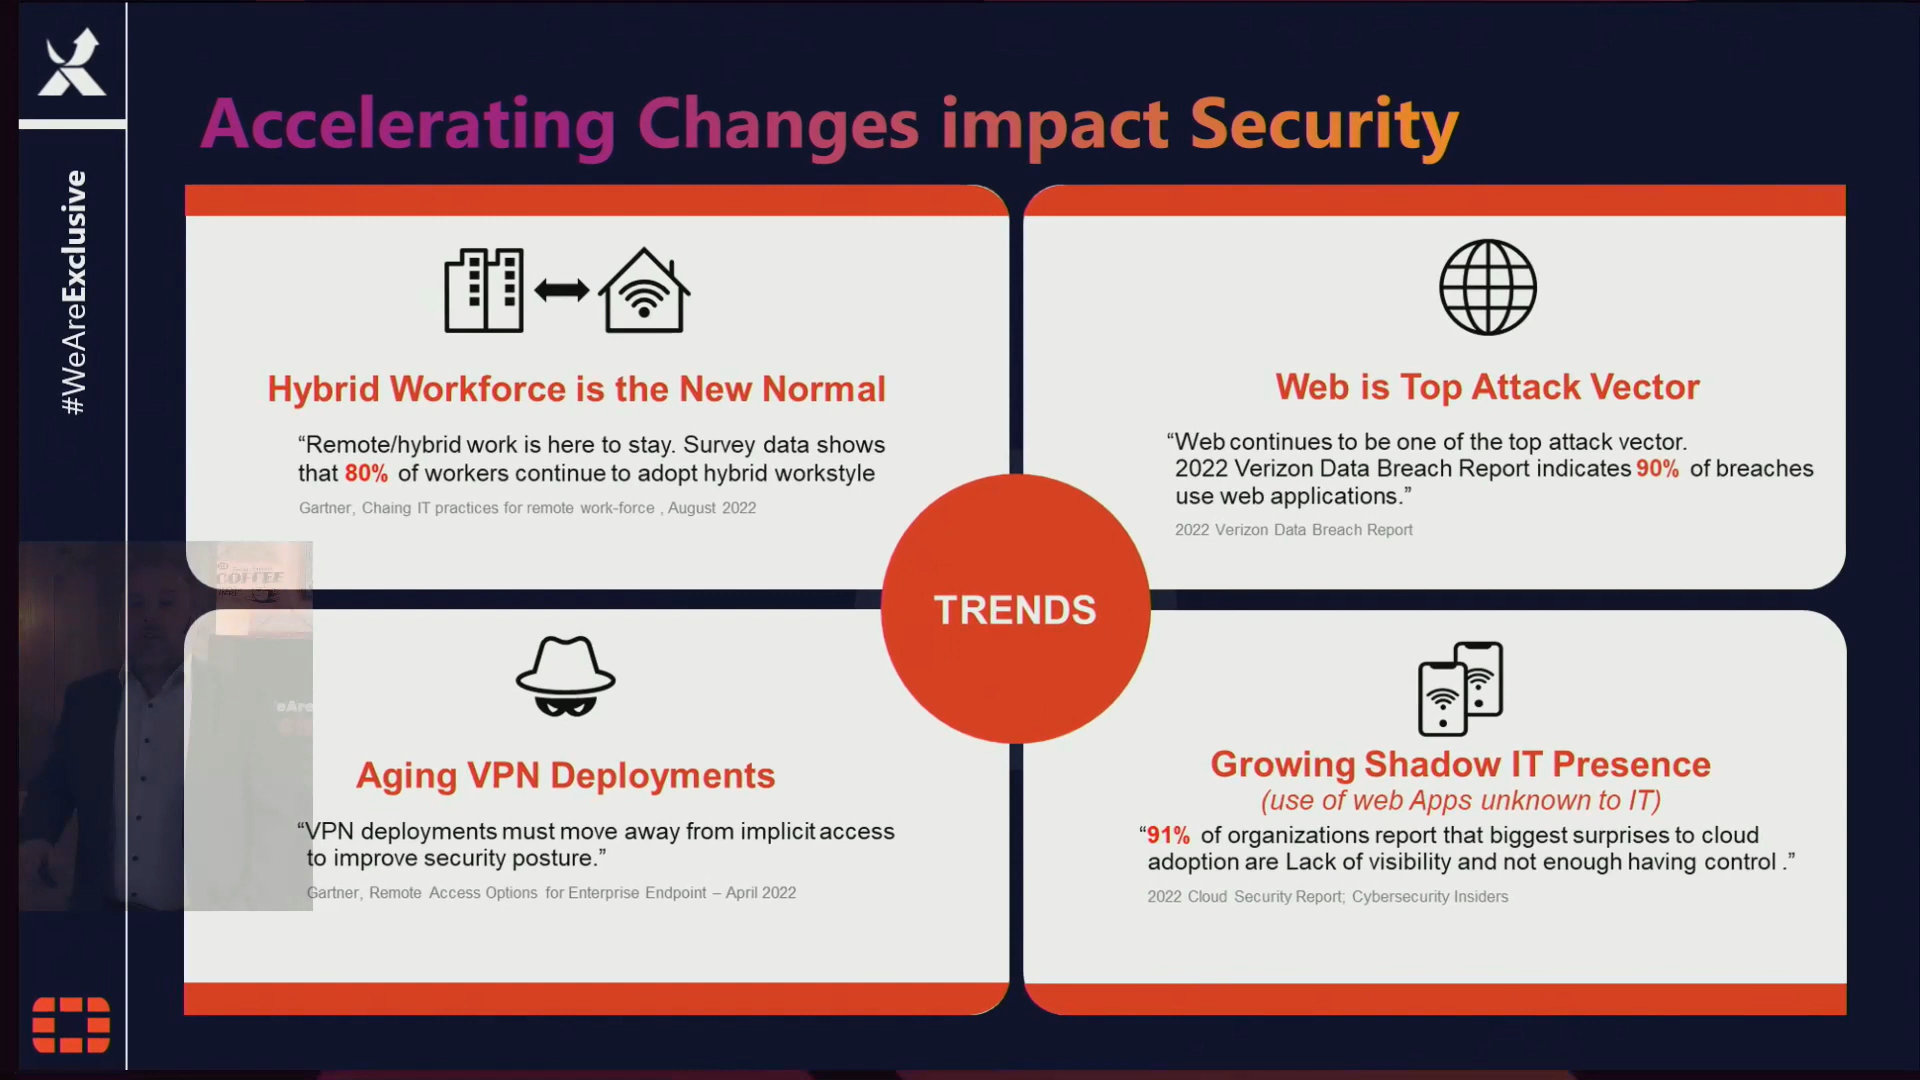 Accelerating Changes impact Security
#WeAreExclusive
Hybrid Workforce is the New Normal
“Remote/hybrid work is here to stay. Survey data shows
that 80% of workers continue to adopt hybrid workstyle
Gartner, Chaing IT practices for remote work-force , August 2022
Web is Top Attack Vector
“Web continues to be one of the top attack vector.
2022 Verizon Data Breach Report indicates 90% of breaches
use web applications.”
2022 Verizon Data Breach Report
TRENDS
COFFEE
eAre
Aging VPN Deployments
“VPN deployments must move away from implicit access
to improve security posture.”
Gartner, Remote Access Options for Enterprise Endpoint – April 2022
Growing Shadow IT Presence
(use of web Apps unknown to IT)
“91% of organizations report that biggest surprises to cloud
adoption are Lack of visibility and not enough having control .”
2022 Cloud Security Report; Cybersecurity Insiders